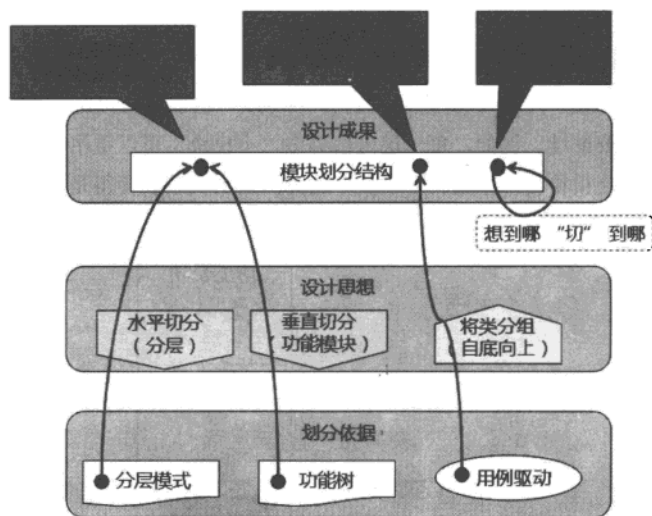 设计成果
模块划分结构
想到哪 “切” 到哪
设计思想
水平切分
（分层）
垂直切分
（功能模块）
将类分组
（自底向上）
划分依据
分层模式
功能树
用例驱动